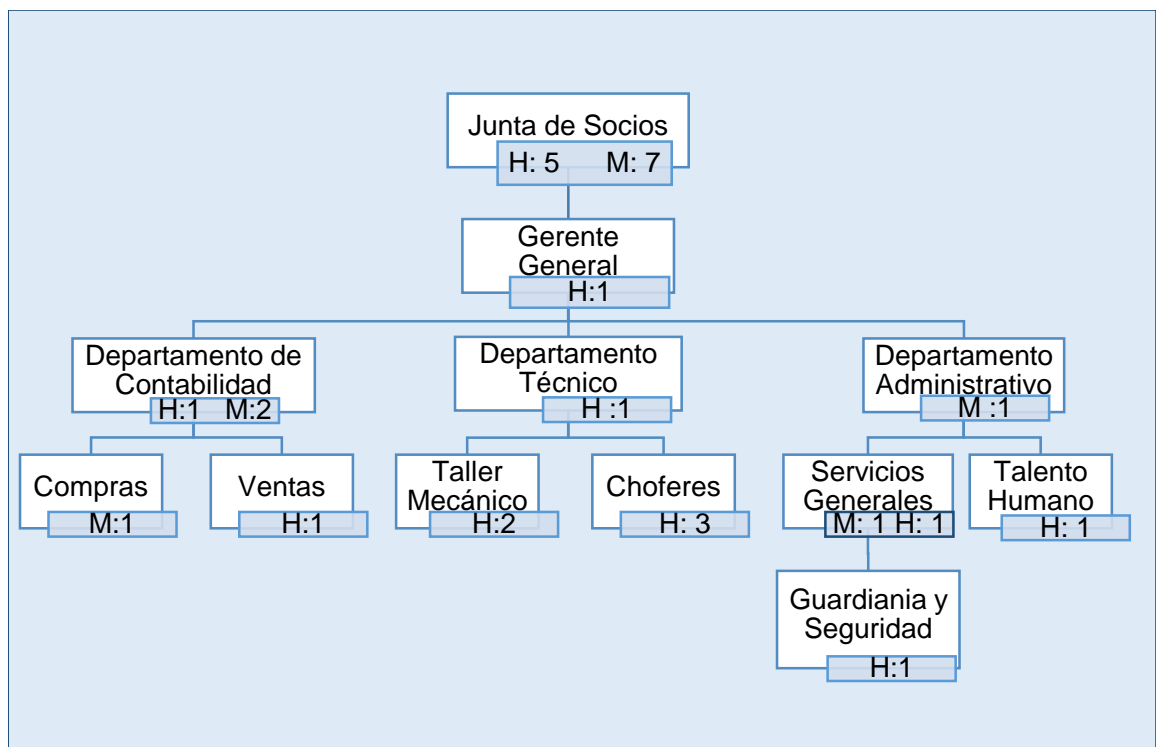 Junta de Socios
H: 5 M: 7
Gerente
General
H:1
Departamento de
Contabilidad
H:1 M:2
Departamento
Técnico
H :1
Departamento
Administrativo
M :1
Compras
M:1
Ventas
H:1
Taller
Mecánico
H:2
Choferes
H: 3
Servicios
Generales
M: 1 H: 1
Talento
Humano
H: 1
Guardiania y
Seguridad
H:1